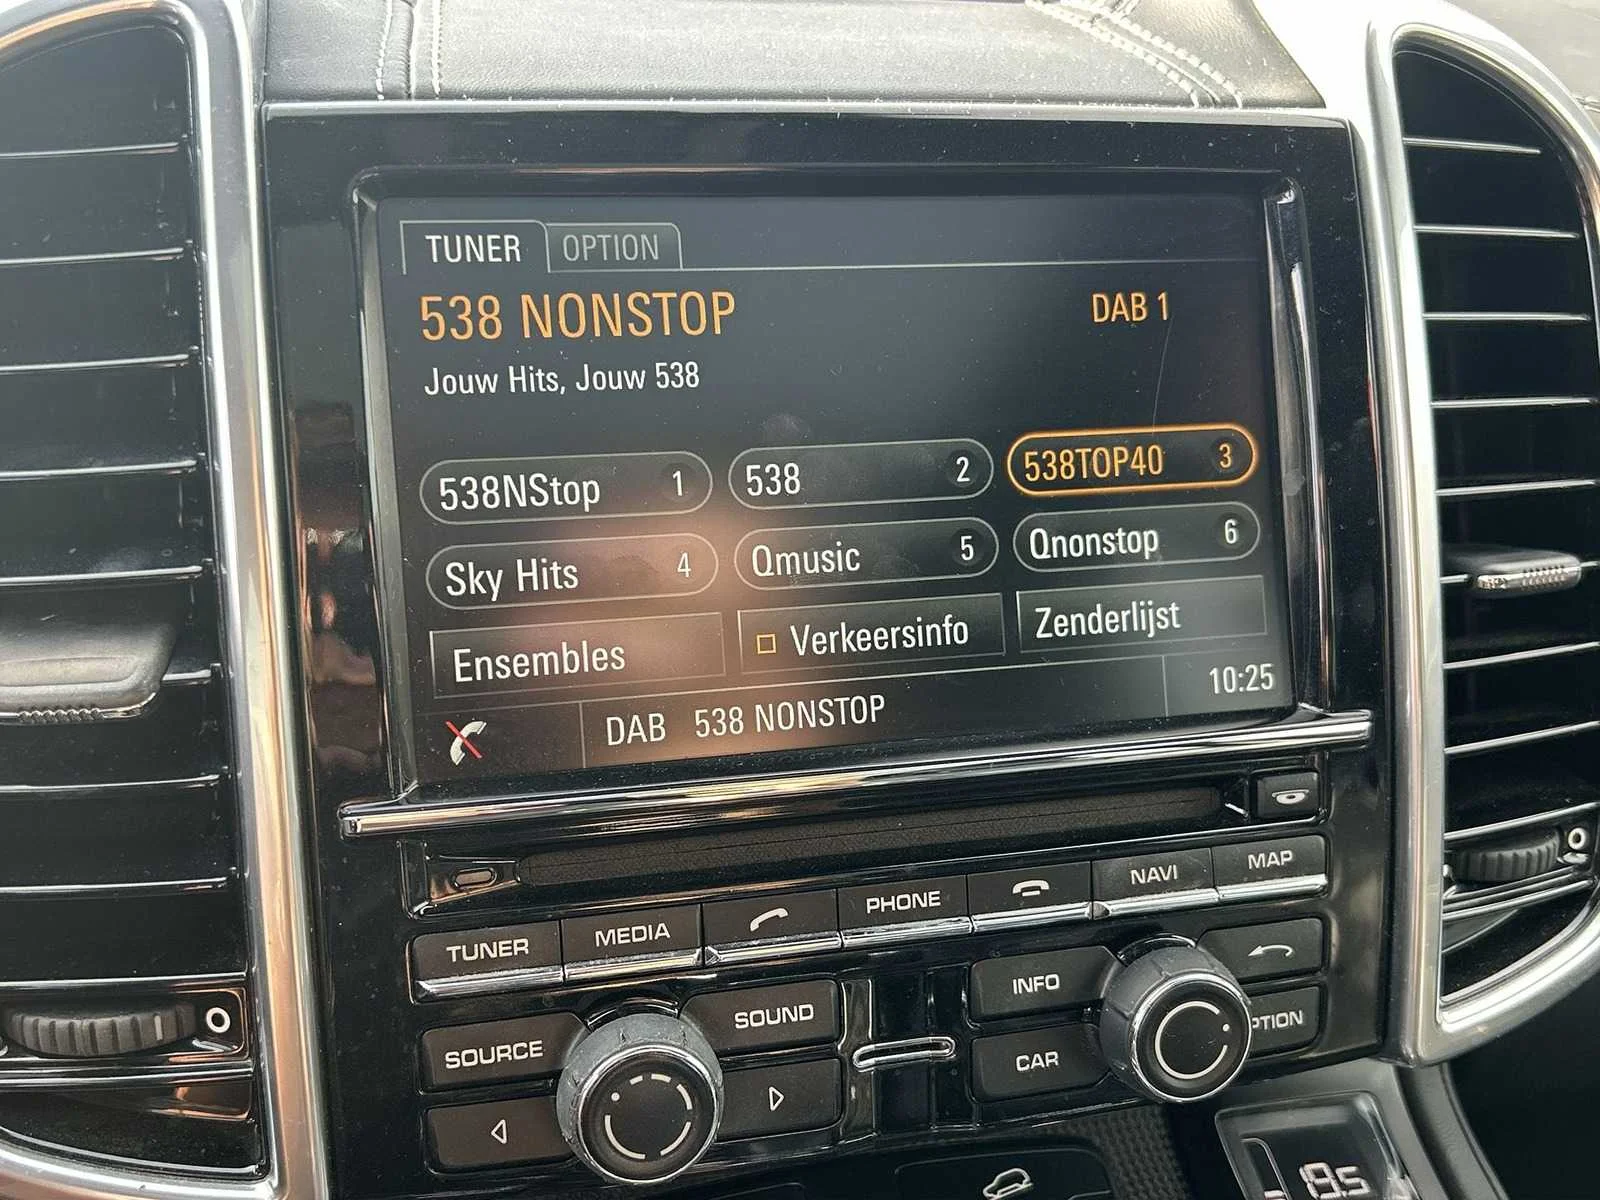 TUNER OPTION
538 NONSTOP DAB 1
Jouw Hits, Jouw 538
538NStop 1 538 2 538TOP40 3
Sky Hits 4 Qmusic 5 Qnonstop 6
Ensembles Verkeersinfo Zenderlijst
DAB 538 NONSTOP 10:25
TUNER MEDIA PHONE NAVI MAP
SOURCE SOUND INFO PTION
CAR
19.5